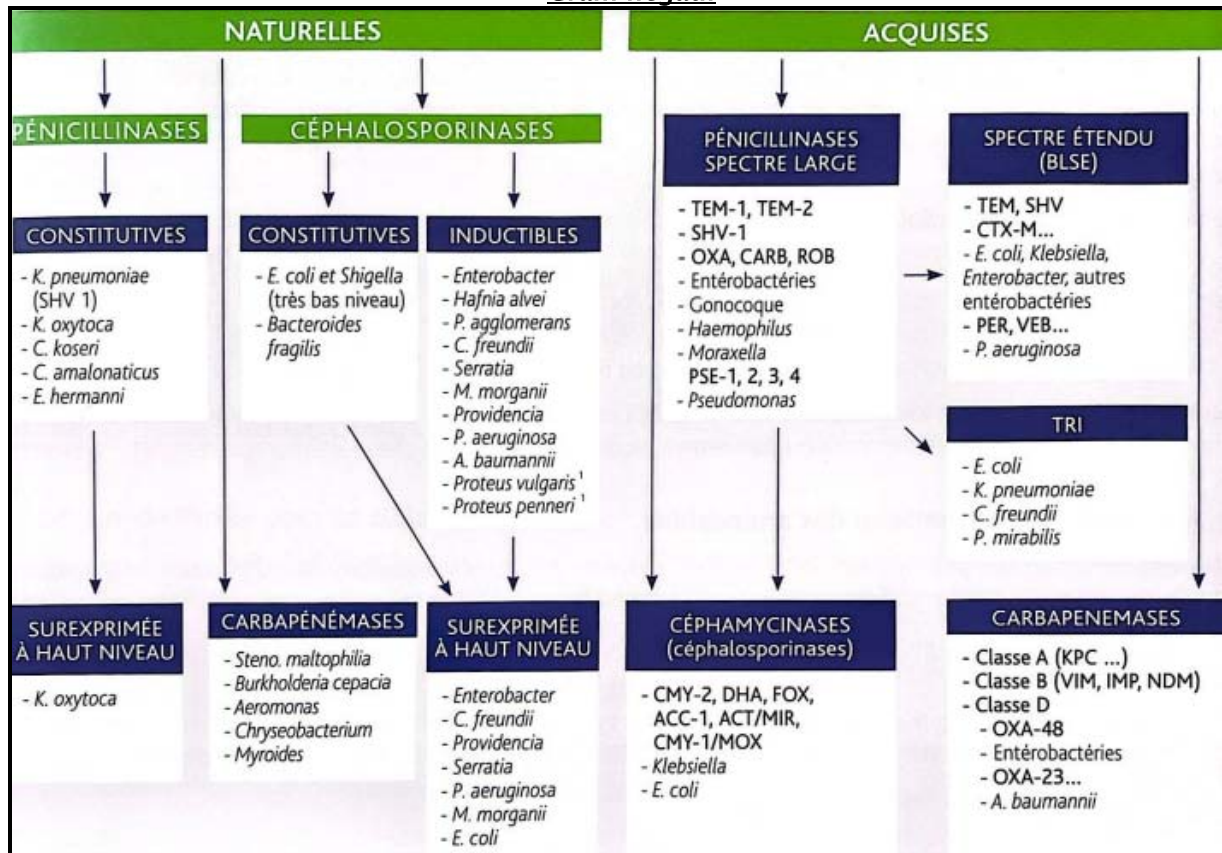 NATURELLES
PÉNICILLINASES
CÉPHALOSPORINASES
CONSTITUTIVES
- K. pneumoniae
(SHV 1)
- K. oxytoca
- C. koseri
- C. amalonaticus
- E. hermanni
CONSTITUTIVES
- E. coli et Shigella
(très bas niveau)
- Bacteroides
fragilis
INDUCTIBLES
- Enterobacter
- Hafnia alvei
- P. agglomerans
- C. freundii
- Serratia
- M. morganii
- Providencia
- P. aeruginosa
- A. baumannii
- Proteus vulgaris ¹
- Proteus penneri ¹
SUREXPRIMÉE
À HAUT NIVEAU
- K. oxytoca
CARBAPÉNÉMASES
- Steno. maltophilia
- Burkholderia cepacia
- Aeromonas
- Chryseobacterium
- Myroides
SUREXPRIMÉE
À HAUT NIVEAU
- Enterobacter
- C. freundii
- Providencia
- Serratia
- P. aeruginosa
- M. morganii
- E. coli
ACQUISES
PÉNICILLINASES
SPECTRE LARGE
- TEM-1, TEM-2
- SHV-1
- OXA, CARB, ROB
- Entérobactéries
- Gonocoque
- Haemophilus
- Moraxella
PSE-1, 2, 3, 4
- Pseudomonas
SPECTRE ÉTENDU
(BLSE)
- TEM, SHV
- CTX-M...
- E. coli, Klebsiella,
Enterobacter, autres
entérobactéries
- PER, VEB...
- P. aeruginosa
TRI
- E. coli
- K. pneumoniae
- C. freundii
- P. mirabilis
CÉPHAMYCINASES
(céphalosporinases)
- CMY-2, DHA, FOX,
ACC-1, ACT/MIR,
CMY-1/MOX
- Klebsiella
- E. coli
CARBAPENEMASES
- Classe A (KPC ...)
- Classe B (VIM, IMP, NDM)
- Classe D
- OXA-48
- Entérobactéries
- OXA-23...
- A. baumannii